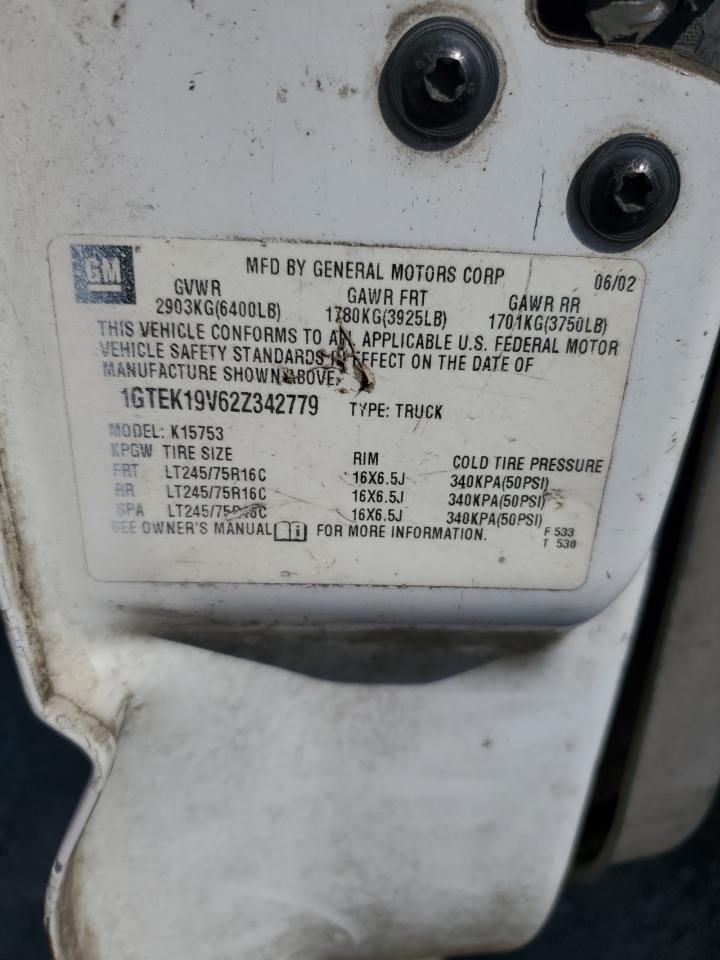 GM
MFD BY GENERAL MOTORS CORP 06/02
GVWR GAWR FRT GAWR RR
2903KG(6400LB) 1780KG(3925LB) 1701KG(3750LB)
THIS VEHICLE CONFORMS TO ALL APPLICABLE U.S. FEDERAL MOTOR
VEHICLE SAFETY STANDARDS IN EFFECT ON THE DATE OF
MANUFACTURE SHOWN ABOVE.
1GTEK19V62Z342779 TYPE: TRUCK
MODEL: K15753
KPGW TIRE SIZE RIM COLD TIRE PRESSURE
FRT LT245/75R16C 16X6.5J 340KPA(50PSI)
RR LT245/75R16C 16X6.5J 340KPA(50PSI)
SPA LT245/75R16C 16X6.5J 340KPA(50PSI)
SEE OWNER'S MANUAL FOR MORE INFORMATION. F 533
T 530